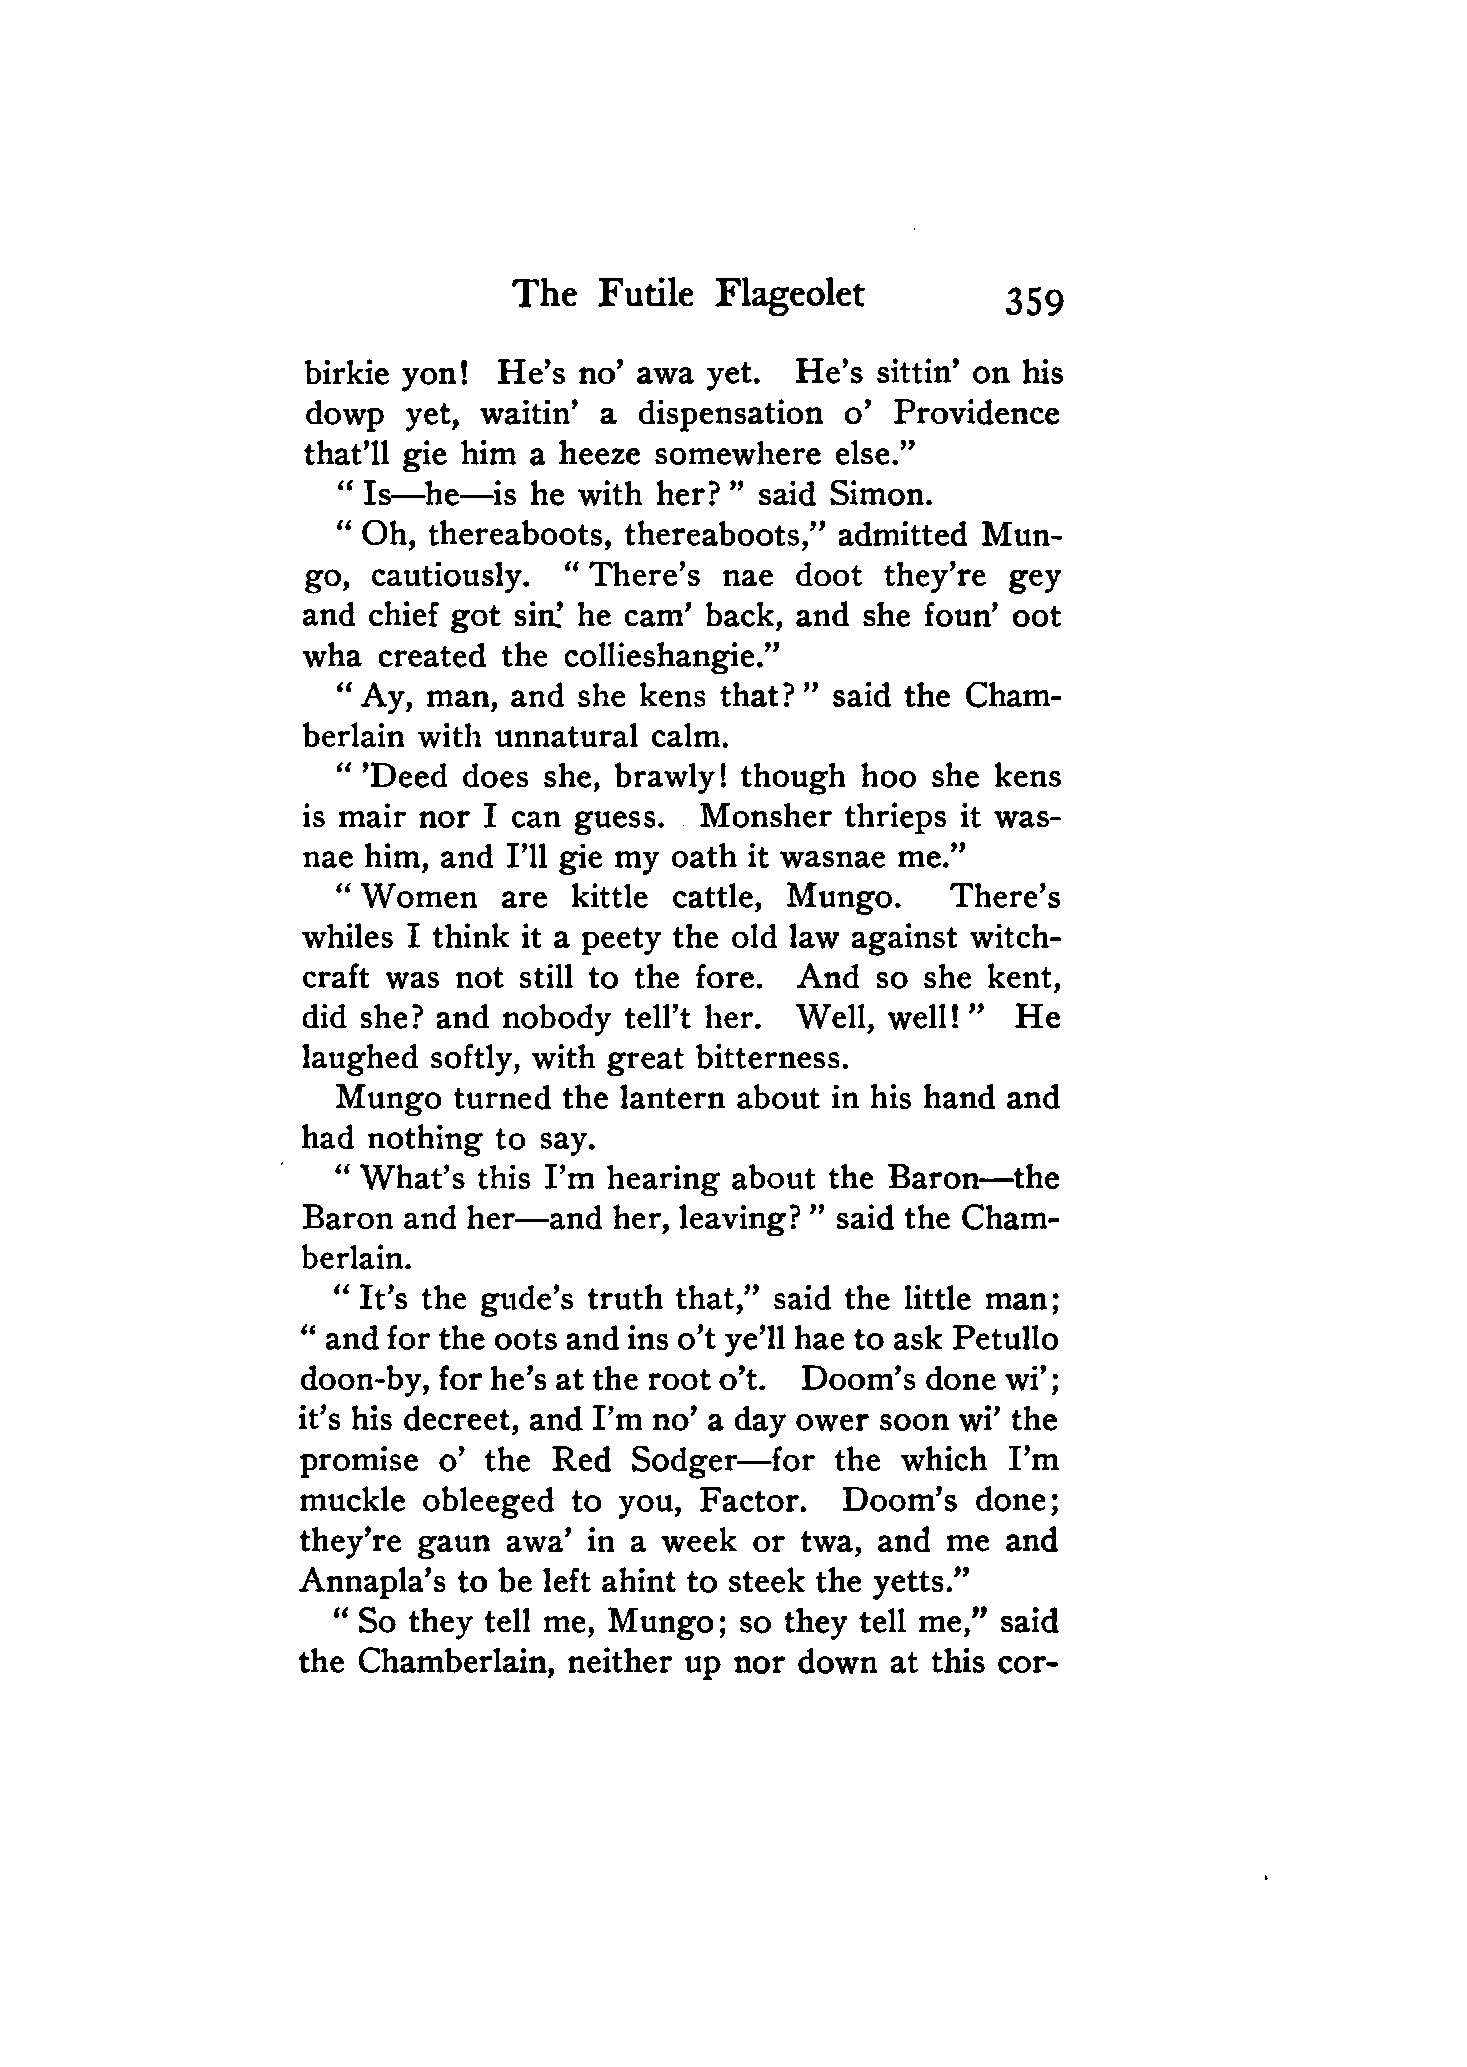 The Futile Flageolet 359
birkie yon! He's no' awa yet. He's sittin' on his
dowp yet, waitin' a dispensation o' Providence
that'll gie him a heeze somewhere else."
"Is—he—is he with her?" said Simon.
"Oh, thereaboots, thereaboots," admitted Mun-
go, cautiously. "There's nae doot they're gey
and chief got sin' he cam' back, and she foun' oot
wha created the collieshangie."
"Ay, man, and she kens that?" said the Cham-
berlain with unnatural calm.
"'Deed does she, brawly! though hoo she kens
is mair nor I can guess. Monsher thrieps it was-
nae him, and I'll gie my oath it wasnae me."
"Women are kittle cattle, Mungo. There's
whiles I think it a peety the old law against witch-
craft was not still to the fore. And so she kent,
did she? and nobody tell't her. Well, well!" He
laughed softly, with great bitterness.
Mungo turned the lantern about in his hand and
had nothing to say.
"What's this I'm hearing about the Baron—the
Baron and her—and her, leaving?" said the Cham-
berlain.
"It's the gude's truth that," said the little man;
"and for the oots and ins o't ye'll hae to ask Petullo
doon-by, for he's at the root o't. Doom's done wi';
it's his decreet, and I'm no' a day ower soon wi' the
promise o' the Red Sodger—for the which I'm
muckle obleeged to you, Factor. Doom's done;
they're gaun awa' in a week or twa, and me and
Annapla's to be left ahint to steek the yetts."
"So they tell me, Mungo; so they tell me," said
the Chamberlain, neither up nor down at this cor-